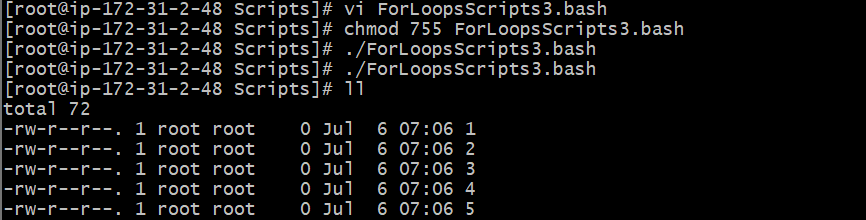 [root@ip-172-31-2-48 Scripts]# vi ForLoopsScripts3.bash
[root@ip-172-31-2-48 Scripts]# chmod 755 ForLoopsScripts3.bash
[root@ip-172-31-2-48 Scripts]# ./ForLoopsScripts3.bash
[root@ip-172-31-2-48 Scripts]# ./ForLoopsScripts3.bash
[root@ip-172-31-2-48 Scripts]# ll
total 72
-rw-r--r--. 1 root root    0 Jul  6 07:06 1
-rw-r--r--. 1 root root    0 Jul  6 07:06 2
-rw-r--r--. 1 root root    0 Jul  6 07:06 3
-rw-r--r--. 1 root root    0 Jul  6 07:06 4
-rw-r--r--. 1 root root    0 Jul  6 07:06 5